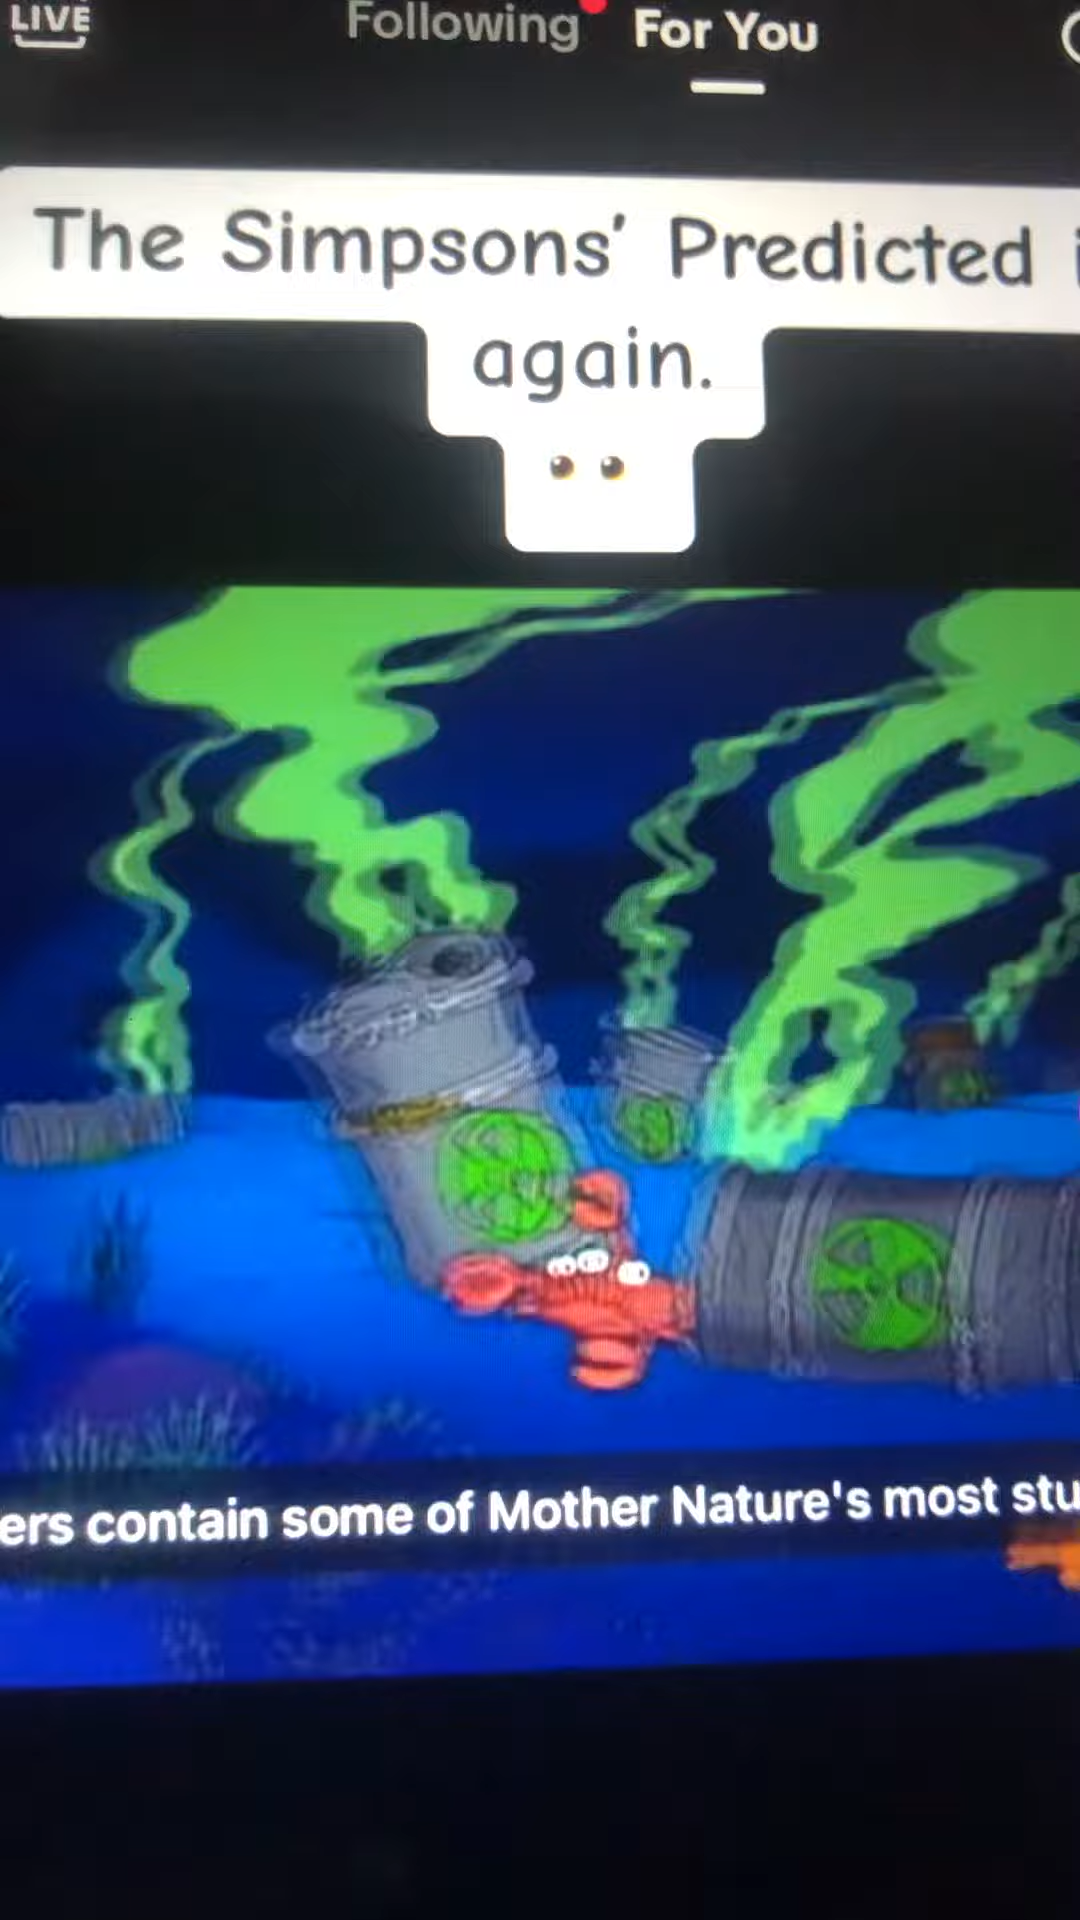 LIVE
Following
For You
The Simpsons' Predicted
again.
ers contain some of Mother Nature's most stu